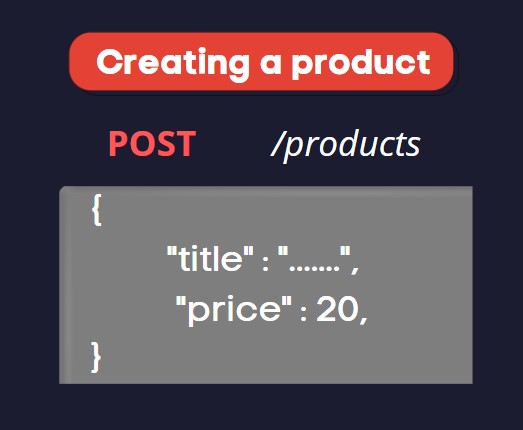 Creating a product
POST /products
{
"title" : ".......",
"price" : 20,
}